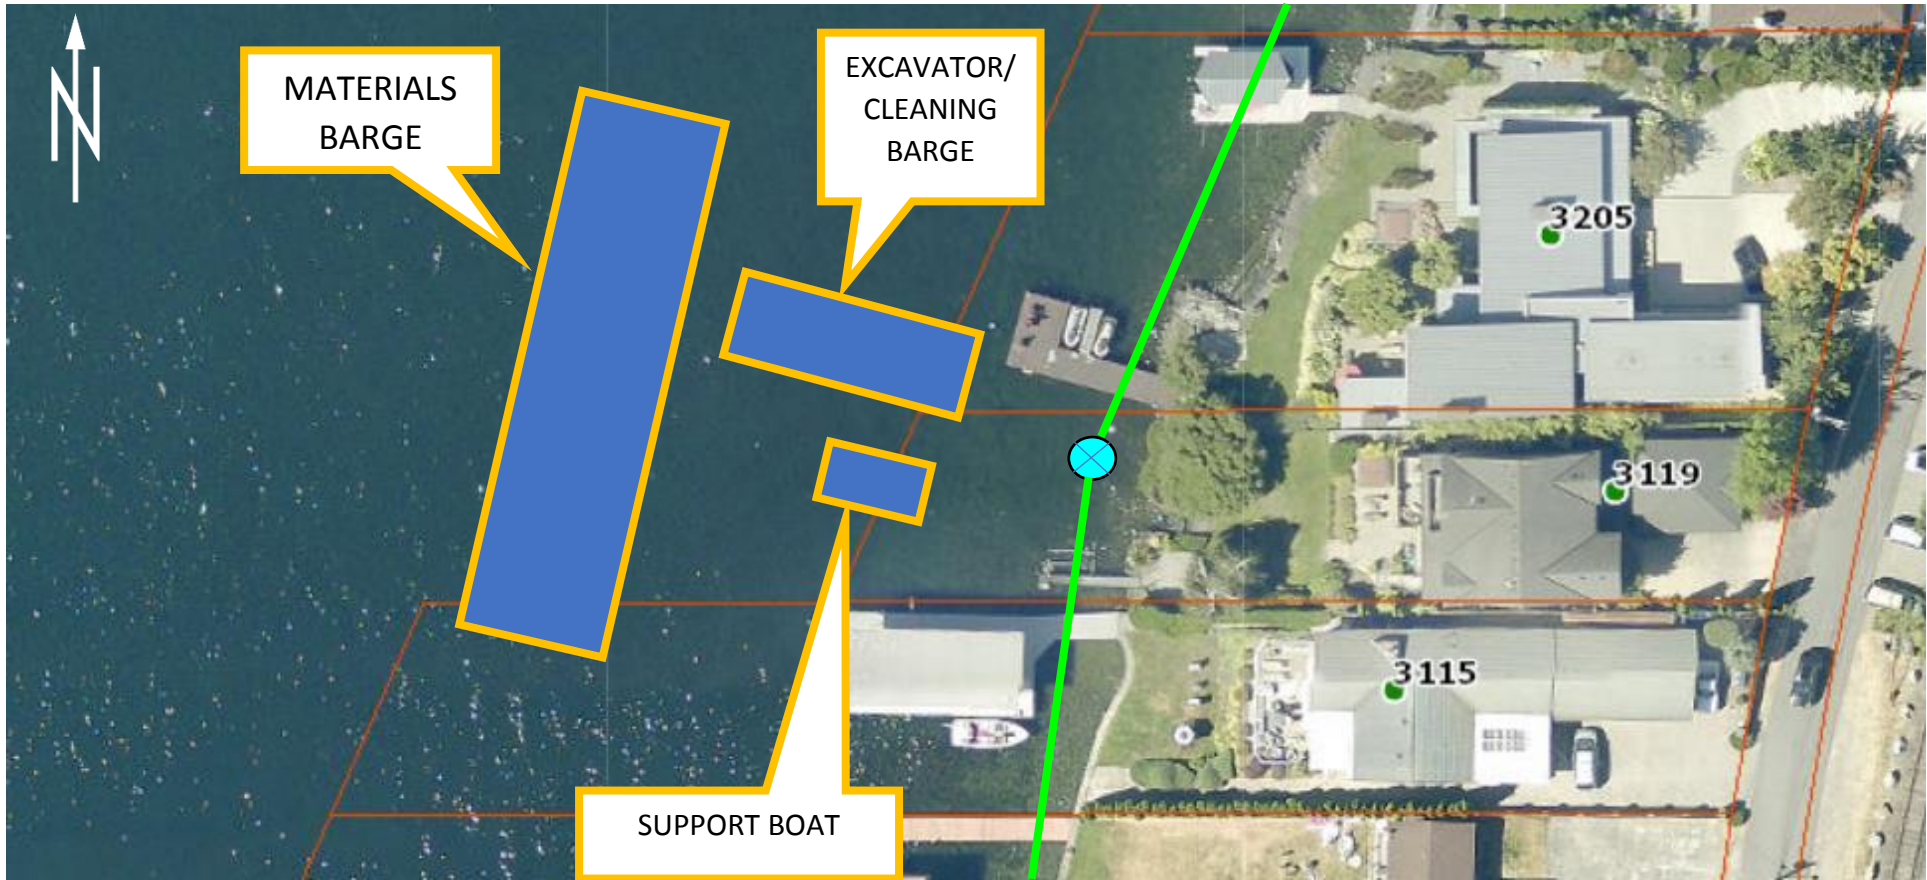 N
MATERIALS
BARGE
EXCAVATOR/
CLEANING
BARGE
3205
3119
3115
SUPPORT BOAT